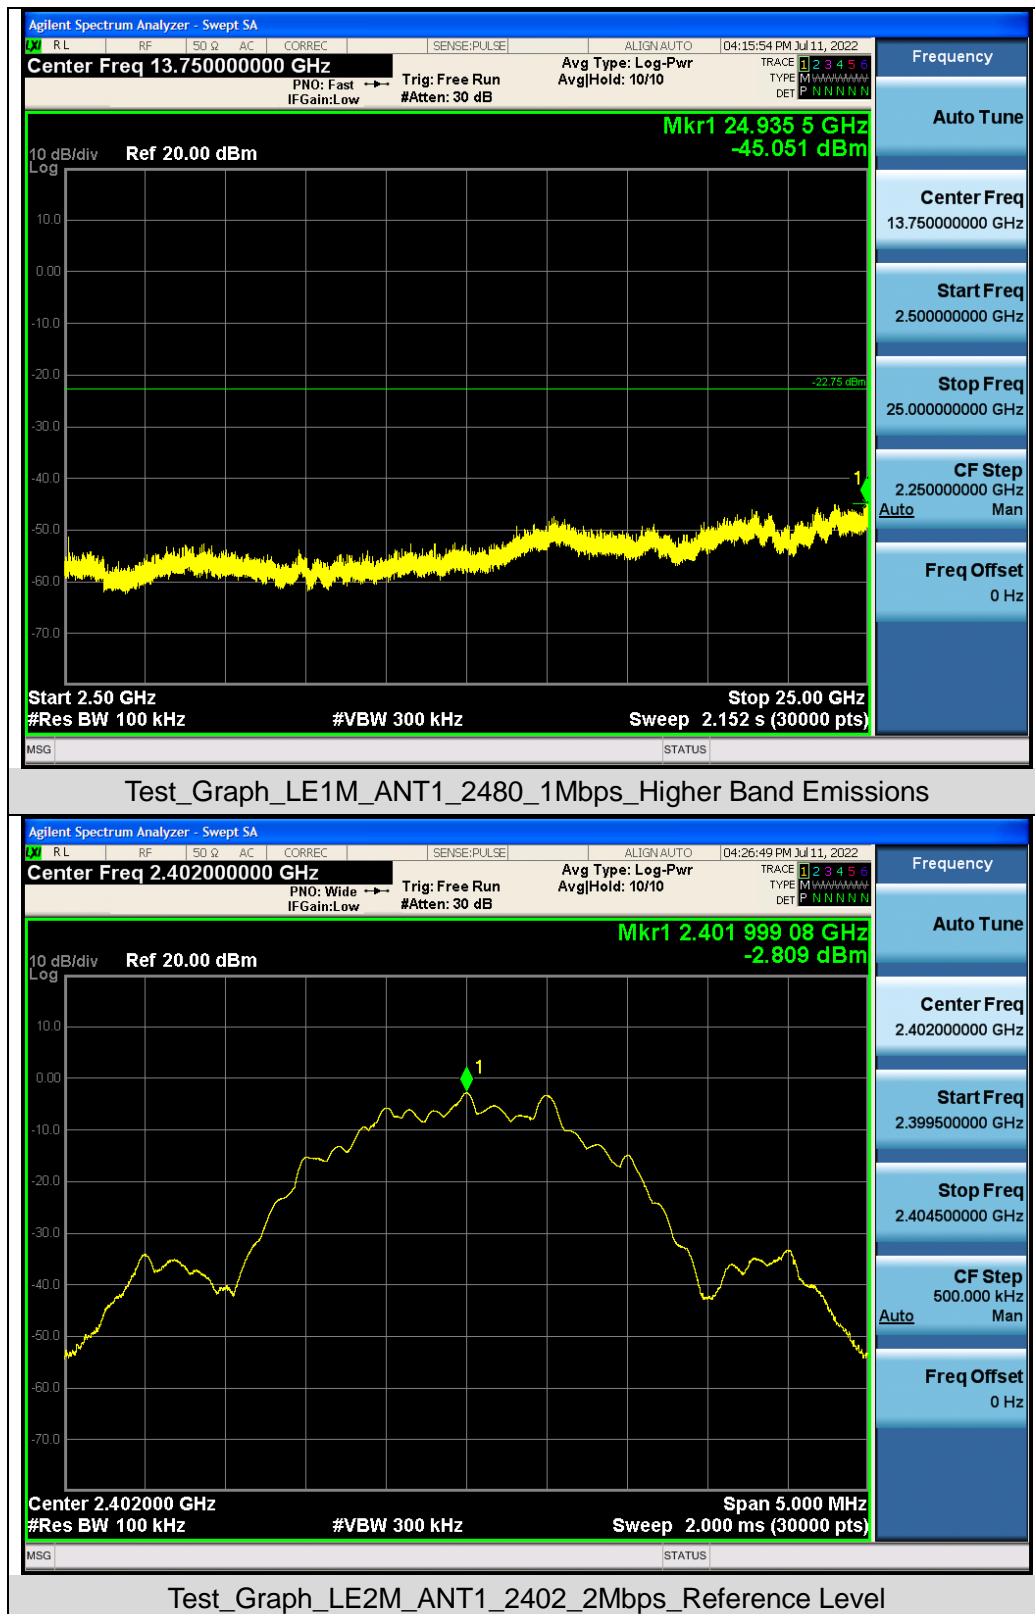 Agilent Spectrum Analyzer - Swept SA
LXI RL RF 50 Ω AC CORREC SENSE:PULSE ALIGN AUTO 04:15:54 PM Jul 11, 2022
Center Freq 13.750000000 GHz
PNO: Fast
IFGain:Low
Trig: Free Run
#Atten: 30 dB
Avg Type: Log-Pwr
Avg|Hold: 10/10
TRACE 1 2 3 4 5 6
TYPE M
DET P N N N N N
Mkr1 24.935 5 GHz
-45.051 dBm
10 dB/div
Log
Ref 20.00 dBm
10.0
0.00
-10.0
-20.0
-22.75 dBm
-30.0
-40.0
1
-50.0
-60.0
-70.0
Start 2.50 GHz
Stop 25.00 GHz
#Res BW 100 kHz
#VBW 300 kHz
Sweep 2.152 s (30000 pts)
MSG
STATUS
Frequency
Auto Tune
Center Freq
13.750000000 GHz
Start Freq
2.500000000 GHz
Stop Freq
25.000000000 GHz
CF Step
2.250000000 GHz
Auto Man
Freq Offset
0 Hz
Test_Graph_LE1M_ANT1_2480_1Mbps_Higher Band Emissions
Agilent Spectrum Analyzer - Swept SA
LXI RL RF 50 Ω AC CORREC SENSE:PULSE ALIGN AUTO 04:26:49 PM Jul 11, 2022
Center Freq 2.402000000 GHz
PNO: Wide
IFGain:Low
Trig: Free Run
#Atten: 30 dB
Avg Type: Log-Pwr
Avg|Hold: 10/10
TRACE 1 2 3 4 5 6
TYPE M
DET P N N N N N
Mkr1 2.401 999 08 GHz
-2.809 dBm
10 dB/div
Log
Ref 20.00 dBm
10.0
1
0.00
-10.0
-20.0
-30.0
-40.0
-50.0
-60.0
-70.0
Center 2.402000 GHz
Span 5.000 MHz
#Res BW 100 kHz
#VBW 300 kHz
Sweep 2.000 ms (30000 pts)
MSG
STATUS
Frequency
Auto Tune
Center Freq
2.402000000 GHz
Start Freq
2.399500000 GHz
Stop Freq
2.404500000 GHz
CF Step
500.000 kHz
Auto Man
Freq Offset
0 Hz
Test_Graph_LE2M_ANT1_2402_2Mbps_Reference Level